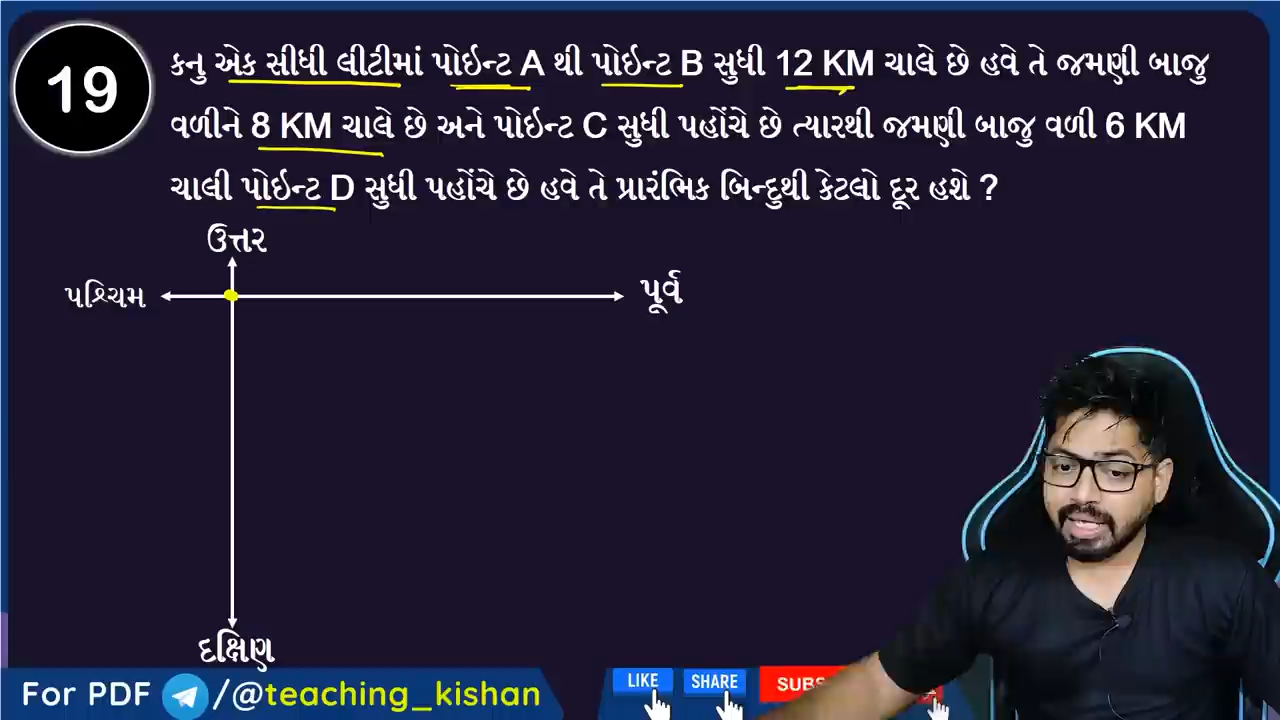 19
કનુ એક સીધી લીટીમાં પોઇન્ટ A થી પોઇન્ટ B સુધી 12 KM ચાલે છે હવે તે જમણી બાજુ
વળીને 8 KM ચાલે છે અને પોઇન્ટ C સુધી પહોંચે છે ત્યારથી જમણી બાજુ વળી 6 KM
ચાલી પોઇન્ટ D સુધી પહોંચે છે હવે તે પ્રારંભિક બિન્દુથી કેટલો દૂર હશે ?
ઉત્તર
પશ્ચિમ
પૂર્વ
દક્ષિણ
For PDF /@teaching_kishan
LIKE
SHARE